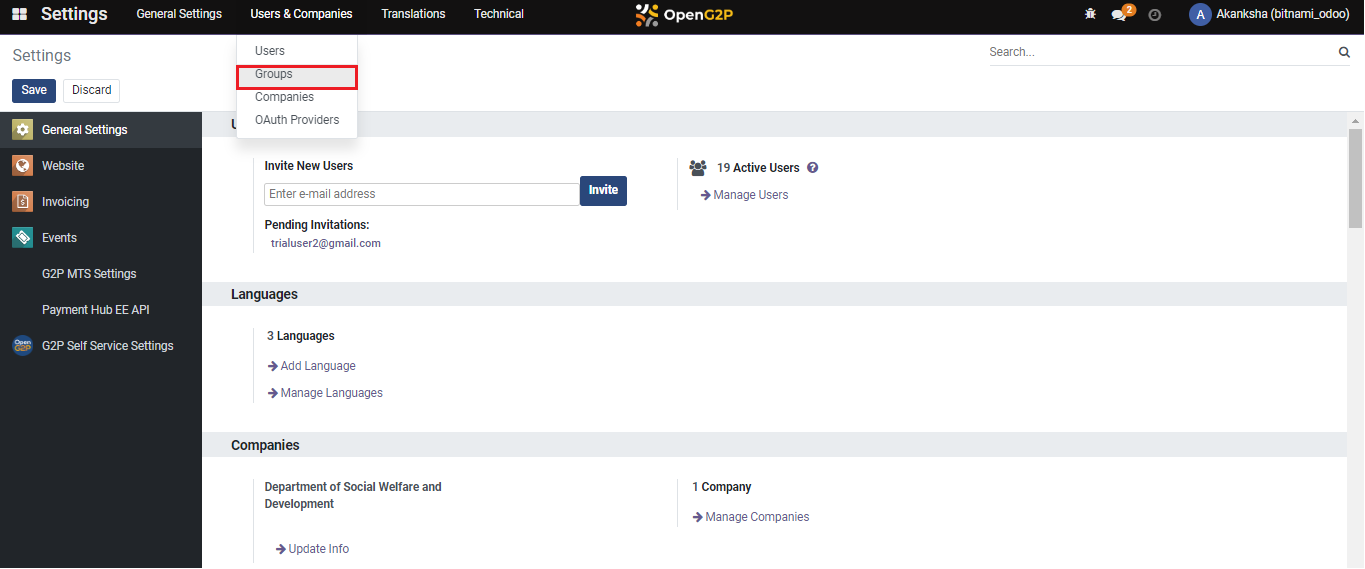 Settings
General Settings
Users & Companies
Translations
Technical
OpenG2P
2
A
Akanksha (bitnami_odoo)
Settings
Search...
Save
Discard
Users
Groups
Companies
OAuth Providers
General Settings
Website
Invoicing
Events
G2P MTS Settings
Payment Hub EE API
Open
G2P
G2P Self Service Settings
U
Invite New Users
Enter e-mail address
Invite
Pending Invitations:
trialuser2@gmail.com
19 Active Users ?
Manage Users
Languages
3 Languages
Add Language
Manage Languages
Companies
Department of Social Welfare and
Development
Update Info
1 Company
Manage Companies